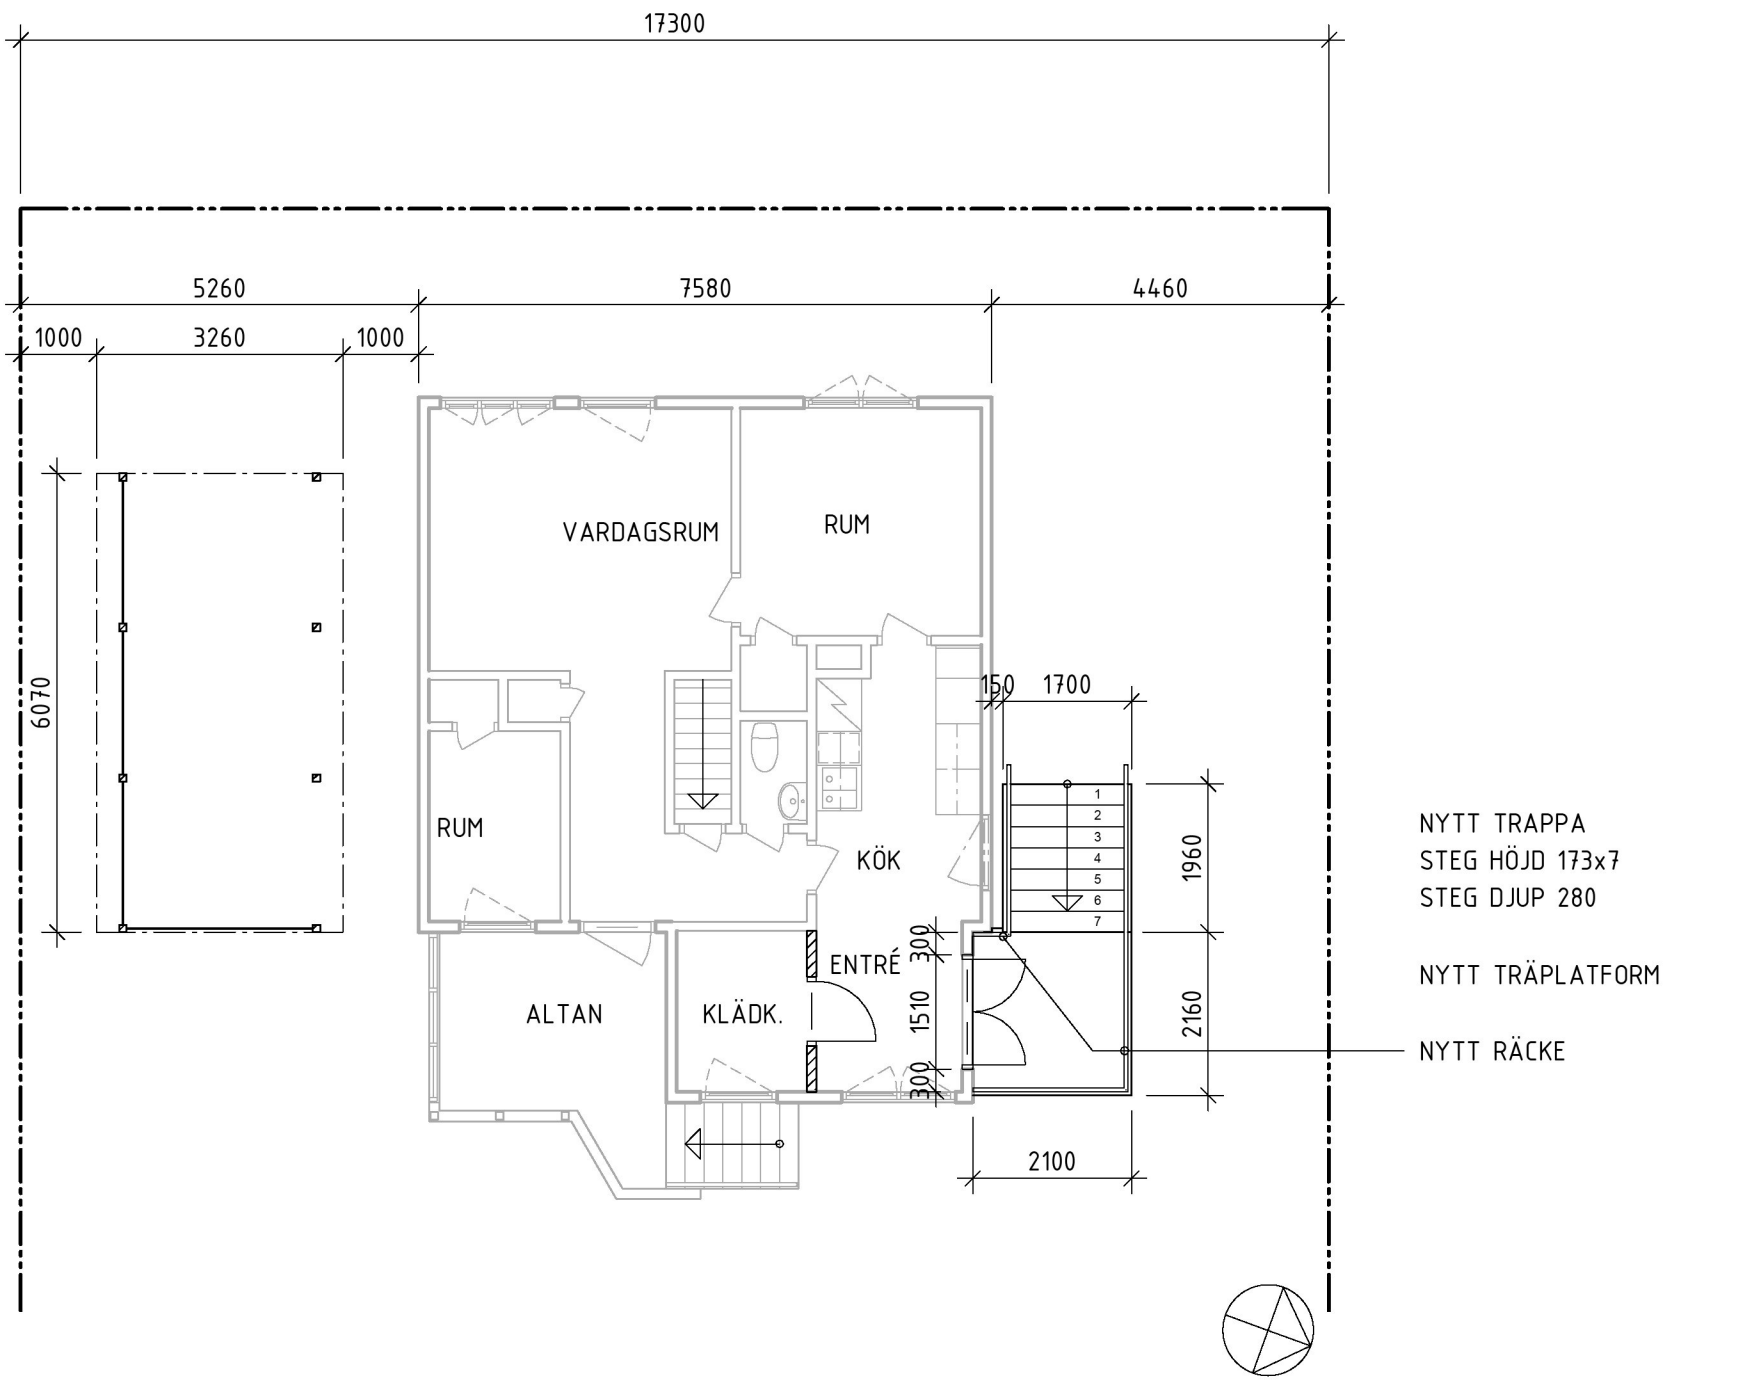 17300
5260
7580
4460
1000
3260
1000
VARDAGSRUM
RUM
6070
150
1700
1
2
3
4
5
6
7
1960
RUM
KÖK
NYTT TRAPPA
STEG HÖJD 173x7
STEG DJUP 280
300
ENTRÉ
NYTT TRÄPLATFORM
ALTAN
KLÄDK.
1510
2160
NYTT RÄCKE
300
2100